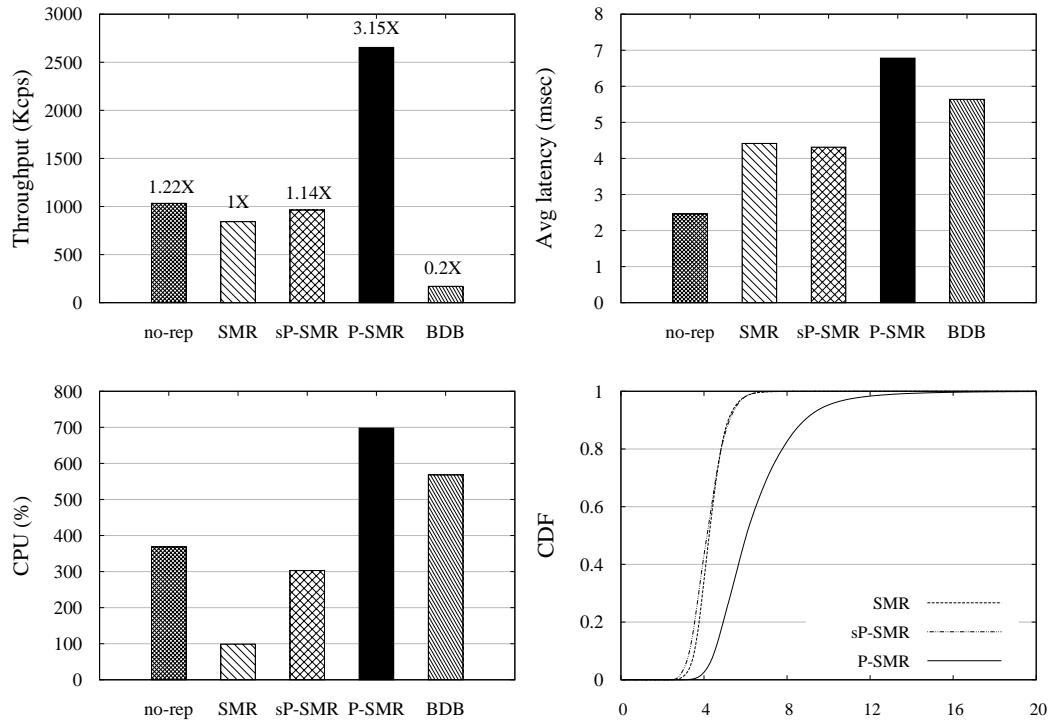 Throughput (Kcps)
3000
2500
2000
1500
1000
500
0
1.22X
1X
1.14X
3.15X
0.2X
no-rep SMR sP-SMR P-SMR BDB
Avg latency (msec)
8
7
6
5
4
3
2
1
0
no-rep SMR sP-SMR P-SMR BDB
CPU (%)
800
700
600
500
400
300
200
100
0
no-rep SMR sP-SMR P-SMR BDB
CDF
1
0.8
0.6
0.4
0.2
0
SMR
sP-SMR
P-SMR
0 4 8 12 16 20